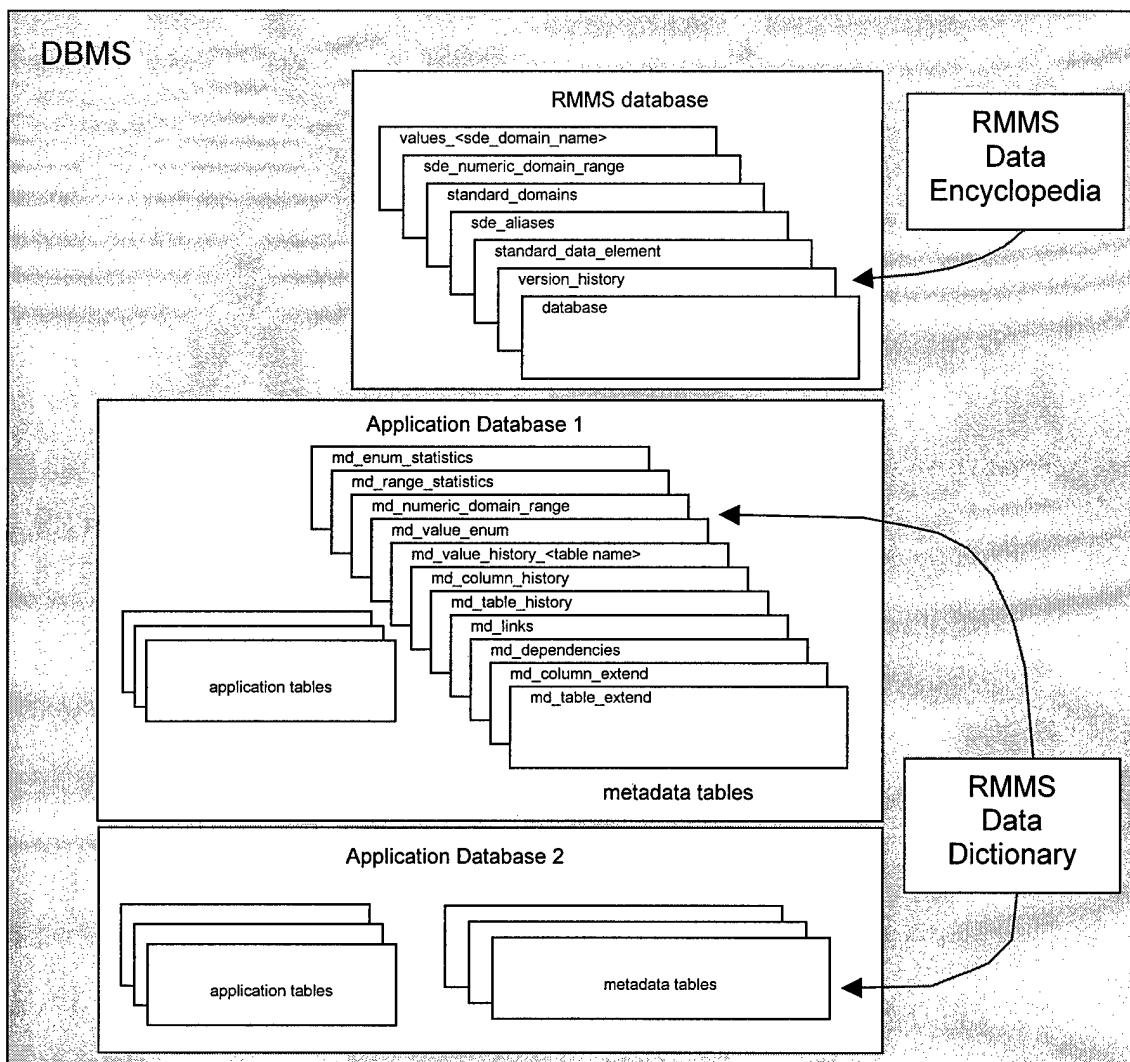 DBMS
RMMS database
values_<sde_domain_name>
sde_numeric_domain_range
standard_domains
sde_aliases
standard_data_element
version_history
database
RMMS
Data
Encyclopedia
Application Database 1
md_enum_statistics
md_range_statistics
md_numeric_domain_range
md_value_enum
md_value_history_<table name>
md_column_history
md_table_history
md_links
md_dependencies
md_column_extend
md_table_extend
application tables
metadata tables
RMMS
Data
Dictionary
Application Database 2
application tables
metadata tables